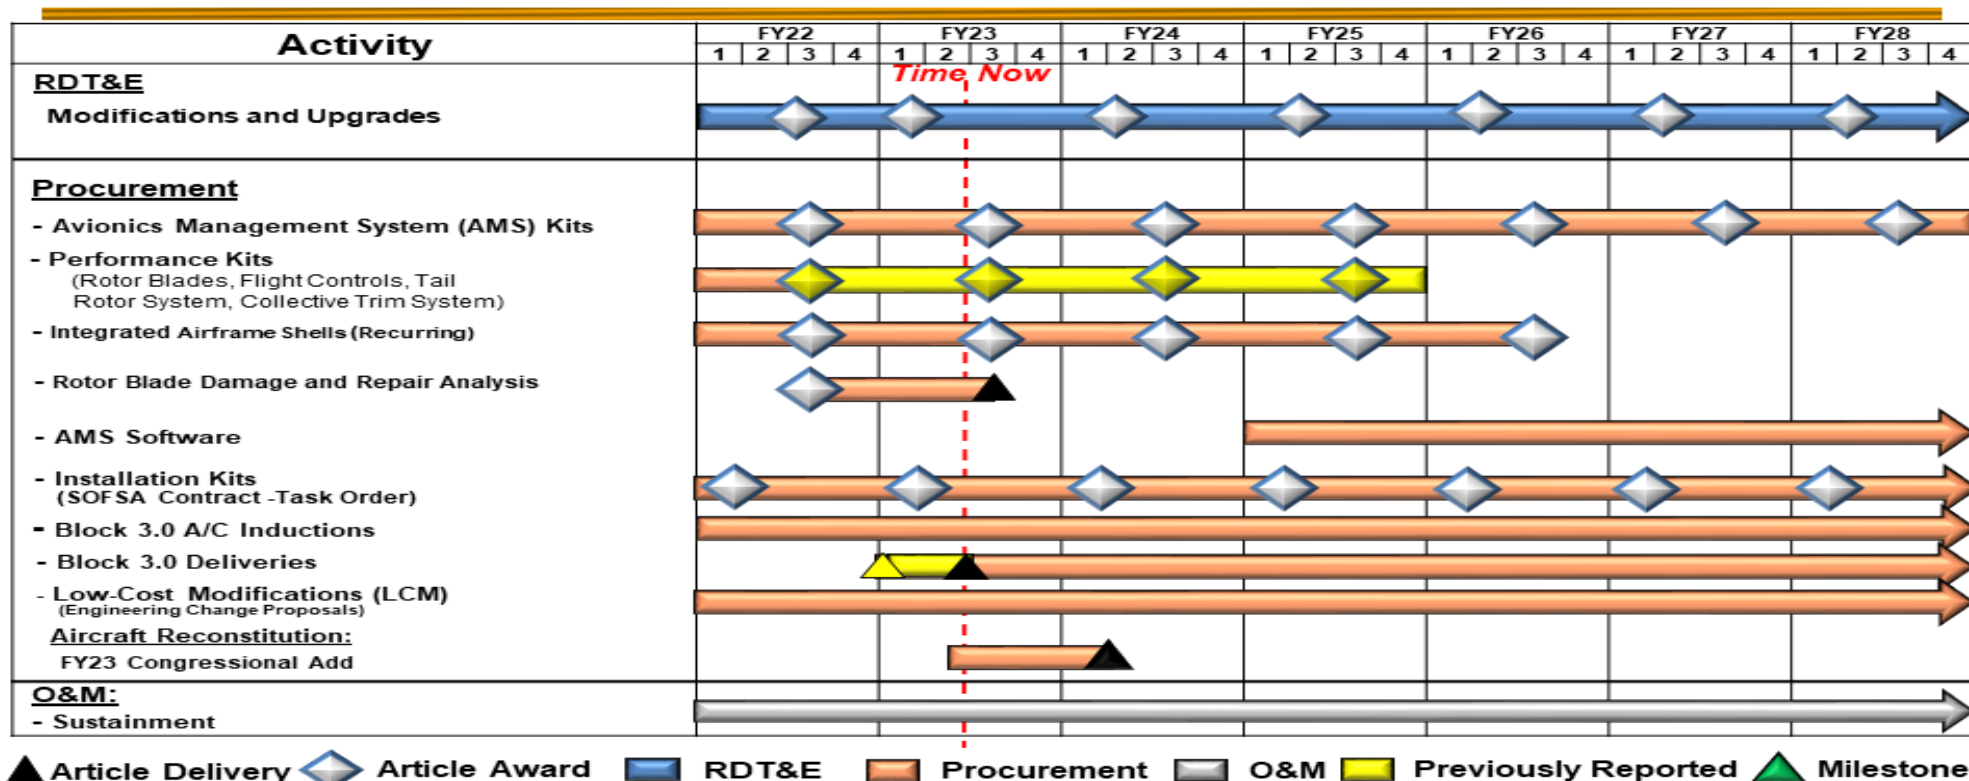 Activity
FY22 FY23 FY24 FY25 FY26 FY27 FY28
1 2 3 4 1 2 3 4 1 2 3 4 1 2 3 4 1 2 3 4 1 2 3 4 1 2 3 4
Time Now
RDT&E
Modifications and Upgrades
Procurement
- Avionics Management System (AMS) Kits
- Performance Kits
(Rotor Blades, Flight Controls, Tail
Rotor System, Collective Trim System)
- Integrated Airframe Shells (Recurring)
- Rotor Blade Damage and Repair Analysis
- AMS Software
- Installation Kits
(SOFSA Contract -Task Order)
- Block 3.0 A/C Inductions
- Block 3.0 Deliveries
- Low-Cost Modifications (LCM)
(Engineering Change Proposals)
Aircraft Reconstitution:
FY23 Congressional Add
O&M:
- Sustainment
Article Delivery Article Award RDT&E Procurement O&M Previously Reported Milestone